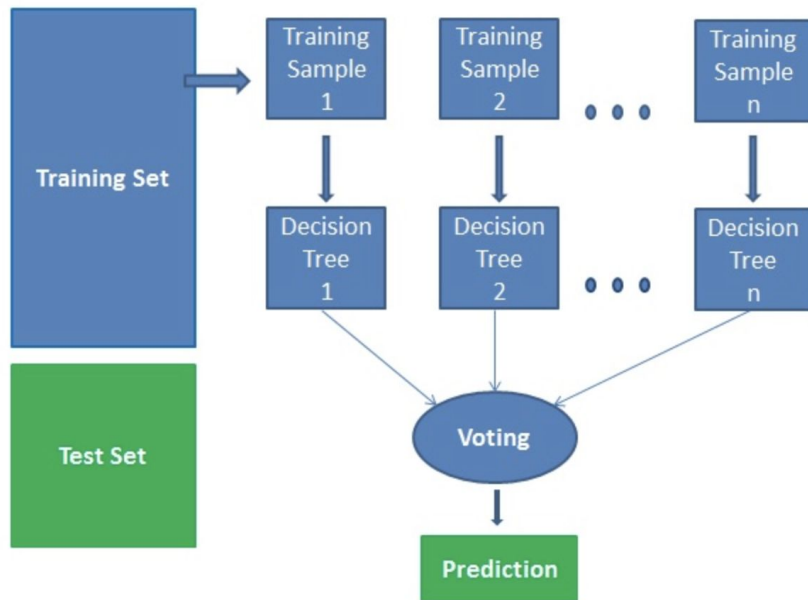 Training Set
Training
Sample
1
Training
Sample
2
Training
Sample
n
Decision
Tree
1
Decision
Tree
2
Decision
Tree
n
Test Set
Voting
Prediction